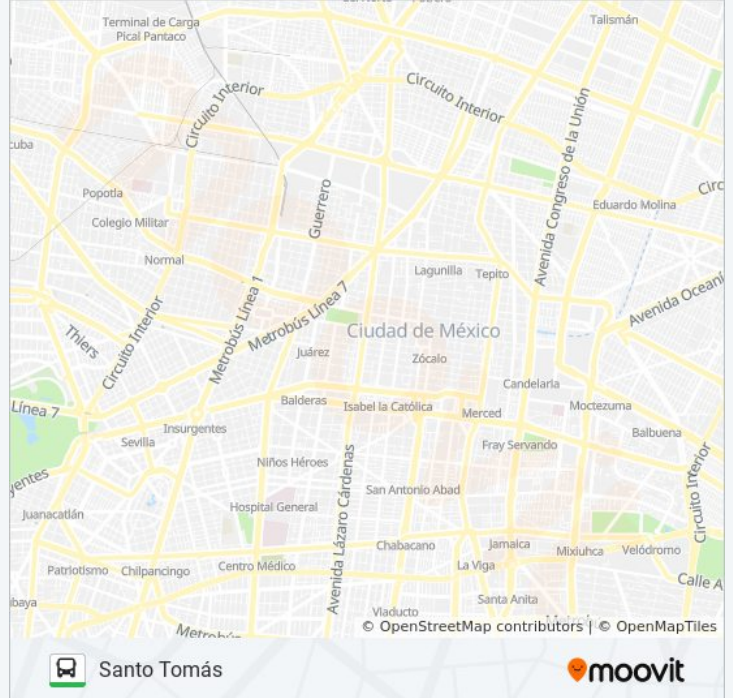 Terminal de Carga
Pical Pantaco
Talismán
Circuito Interior
Circuito Interior
Avenida Congreso de la Unión
Popotla
Guerrero
Eduardo Molina
Colegio Militar
Normal
Lagunilla
Tepito
Avenida Oceaní
Metrobús Línea 1
Metrobús Línea 7
Thiers
Circuito Interior
Ciudad de México
Juárez
Zócalo
Candelaria
Línea 7
Balderas
Isabel la Católica
Merced
Moctezuma
Insurgentes
Sevilla
Fray Servando
Balbuena
Niños Héroes
Avenida Lázaro Cárdenas
Circuito Interior
San Antonio Abad
Juanacatlán
Hospital General
Chabacano
Jamaica
Mixiuhca
Velódromo
Patriotismo
Chilpancingo
Centro Médico
La Viga
Calle A
Santa Anita
Viaducto
© OpenStreetMap contributors | © OpenMapTiles
Santo Tomás
moovit